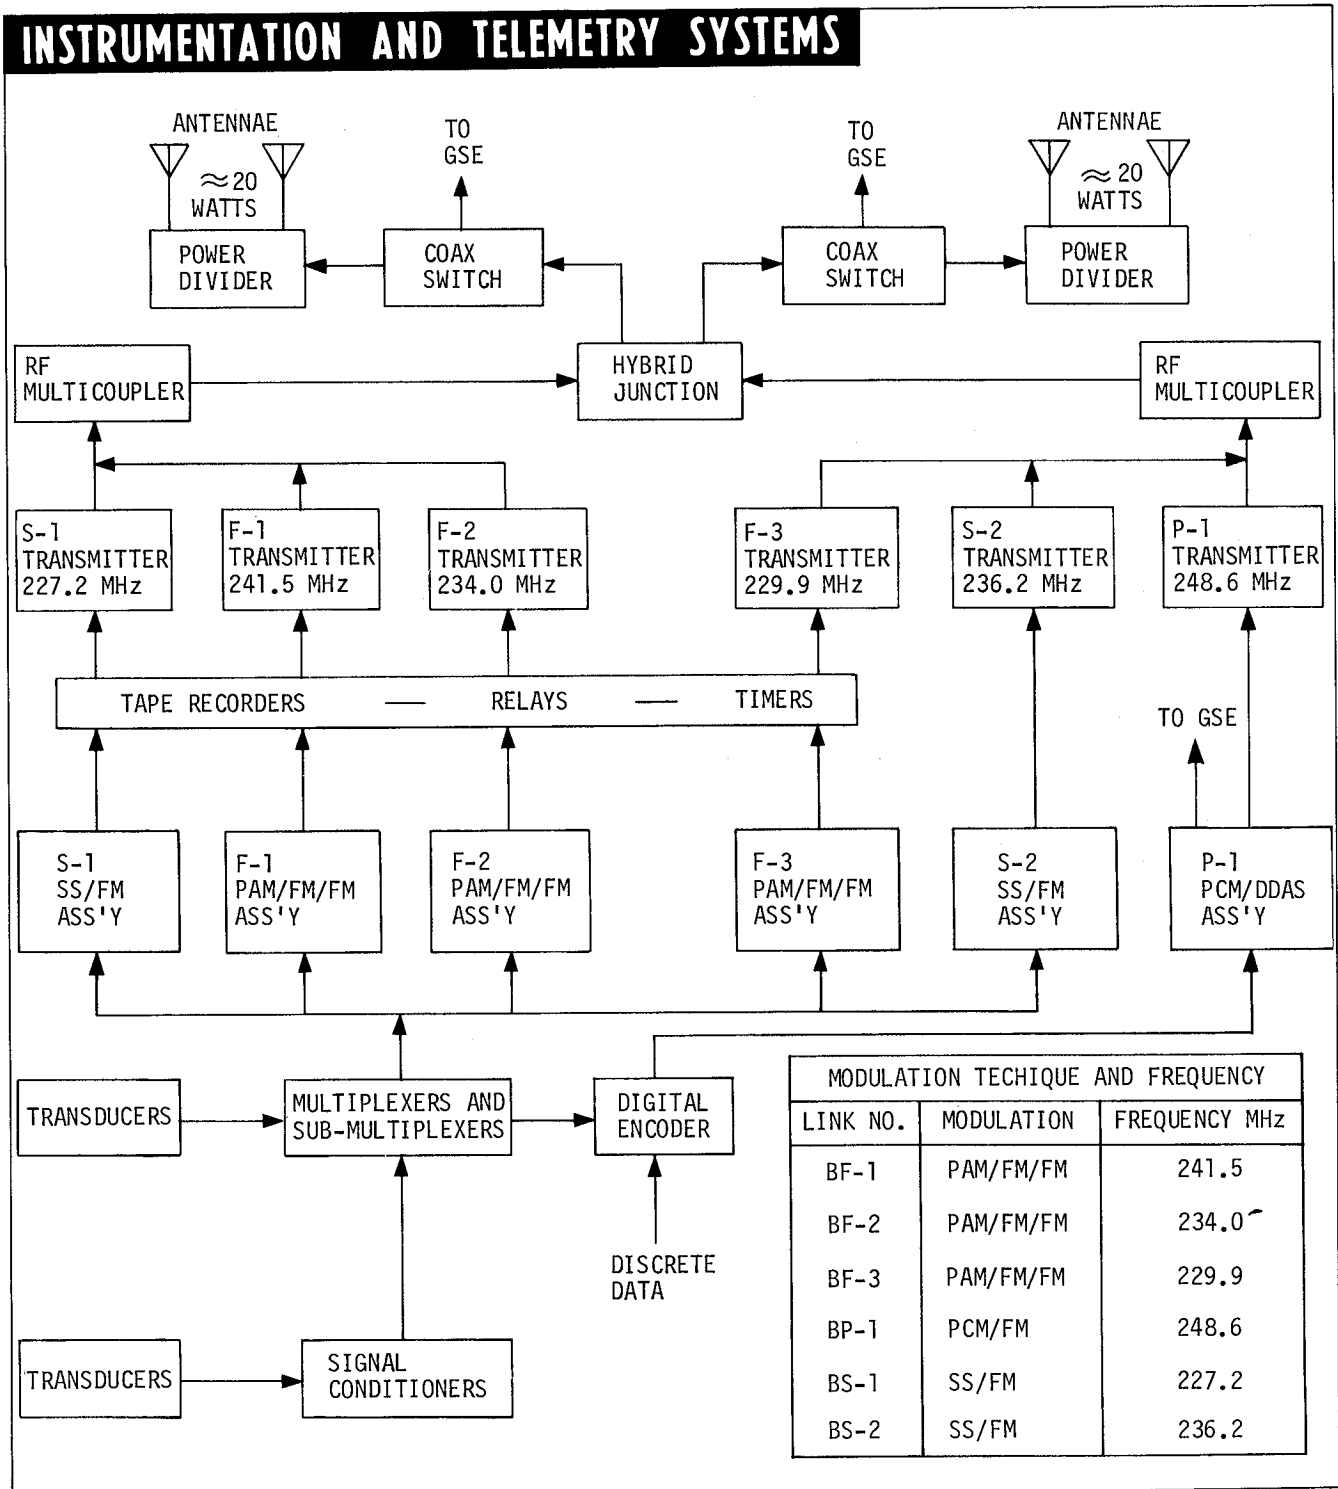 INSTRUMENTATION AND TELEMETRY SYSTEMS
ANTENNAE
≈20
WATTS
TO
GSE
TO
GSE
ANTENNAE
≈20
WATTS
POWER
DIVIDER
COAX
SWITCH
COAX
SWITCH
POWER
DIVIDER
RF
MULTICOUPLER
HYBRID
JUNCTION
RF
MULTICOUPLER
S-1
TRANSMITTER
227.2 MHz
F-1
TRANSMITTER
241.5 MHz
F-2
TRANSMITTER
234.0 MHz
F-3
TRANSMITTER
229.9 MHz
S-2
TRANSMITTER
236.2 MHz
P-1
TRANSMITTER
248.6 MHz
TAPE RECORDERS — RELAYS — TIMERS
TO GSE
S-1
SS/FM
ASS'Y
F-1
PAM/FM/FM
ASS'Y
F-2
PAM/FM/FM
ASS'Y
F-3
PAM/FM/FM
ASS'Y
S-2
SS/FM
ASS'Y
P-1
PCM/DDAS
ASS'Y
TRANSDUCERS
MULTIPLEXERS AND
SUB-MULTIPLEXERS
DIGITAL
ENCODER
DISCRETE
DATA
TRANSDUCERS
SIGNAL
CONDITIONERS
MODULATION TECHIQUE AND FREQUENCY
LINK NO. MODULATION FREQUENCY MHz
BF-1 PAM/FM/FM 241.5
BF-2 PAM/FM/FM 234.0
BF-3 PAM/FM/FM 229.9
BP-1 PCM/FM 248.6
BS-1 SS/FM 227.2
BS-2 SS/FM 236.2